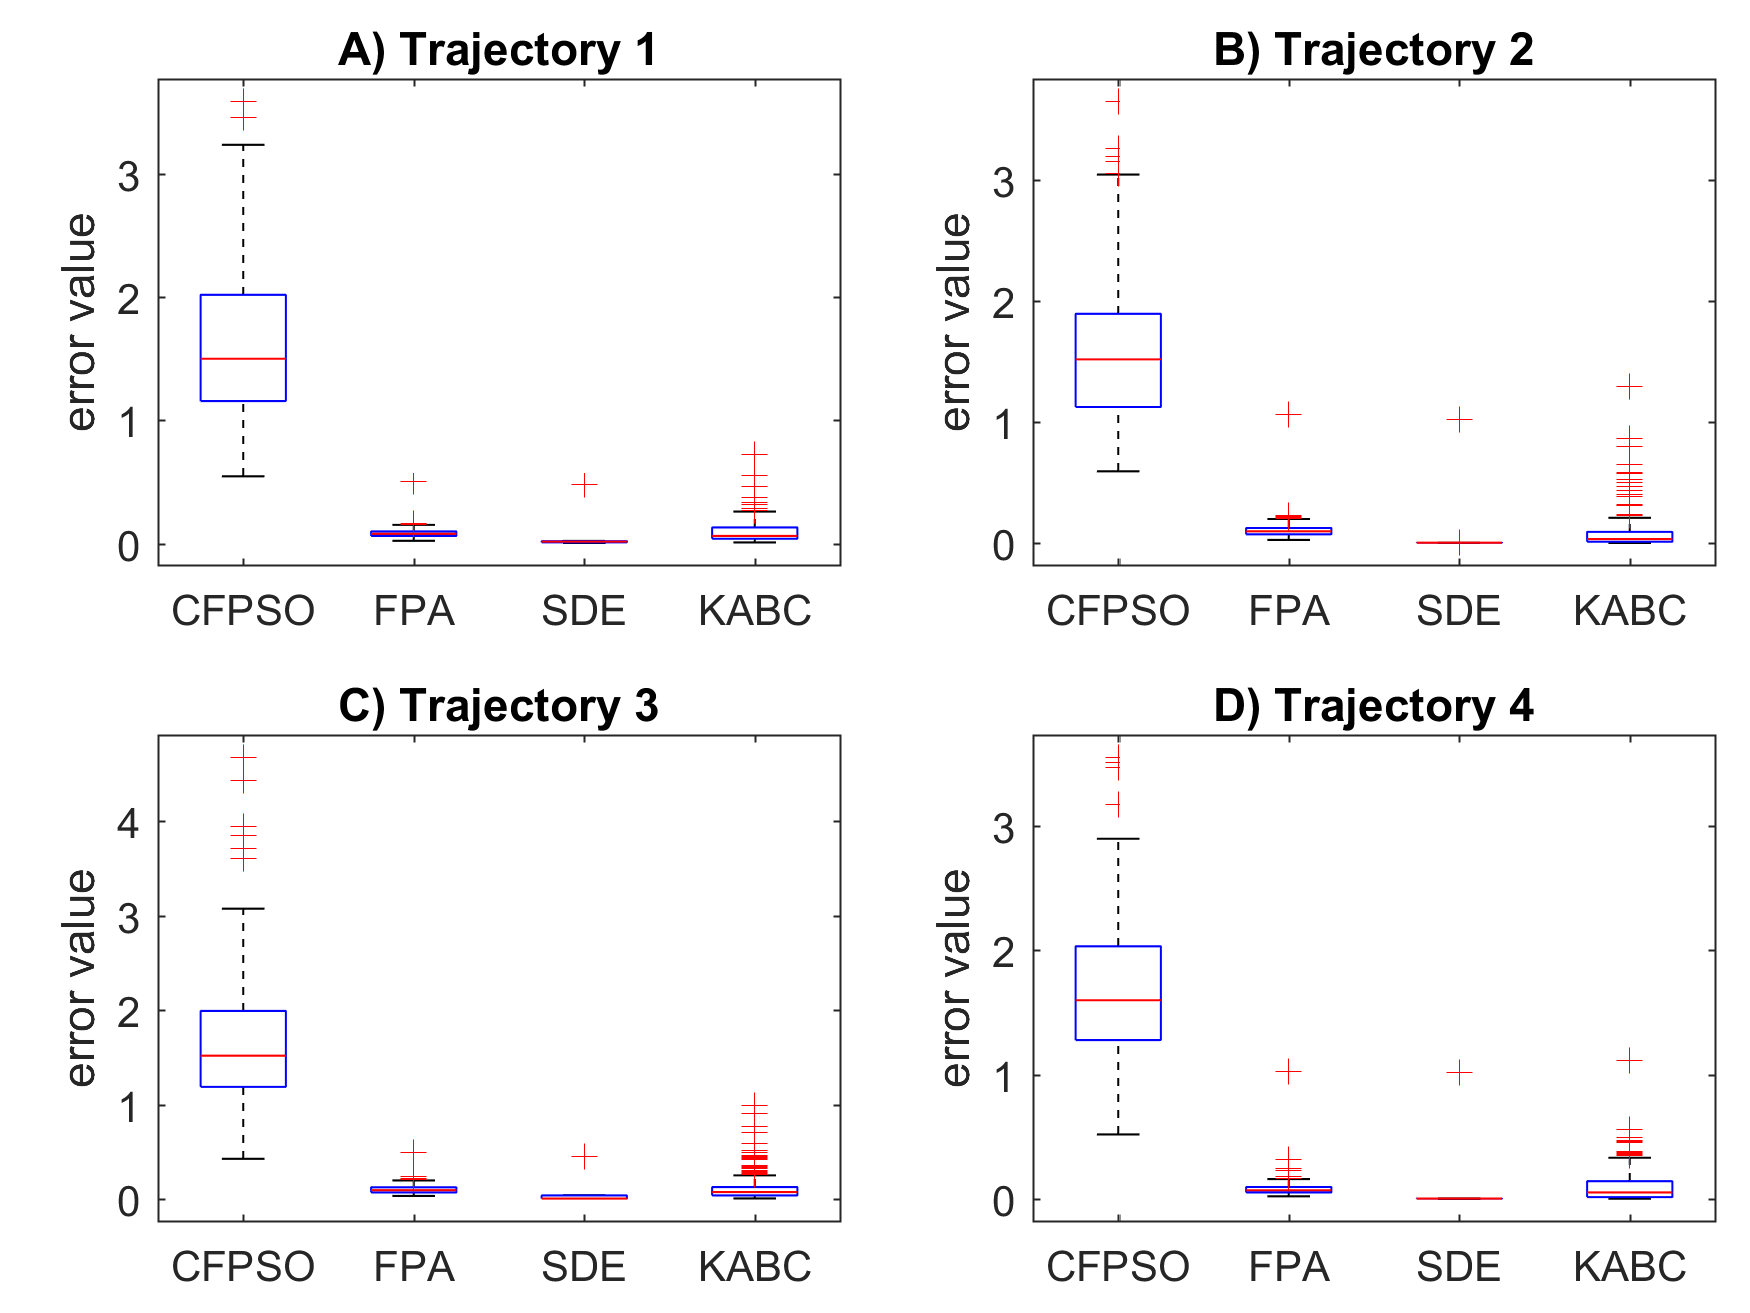 A) Trajectory 1
error value
3
2
1
0
CFPSO FPA SDE KABC
B) Trajectory 2
error value
3
2
1
0
CFPSO FPA SDE KABC
C) Trajectory 3
error value
4
3
2
1
0
CFPSO FPA SDE KABC
D) Trajectory 4
error value
3
2
1
0
CFPSO FPA SDE KABC